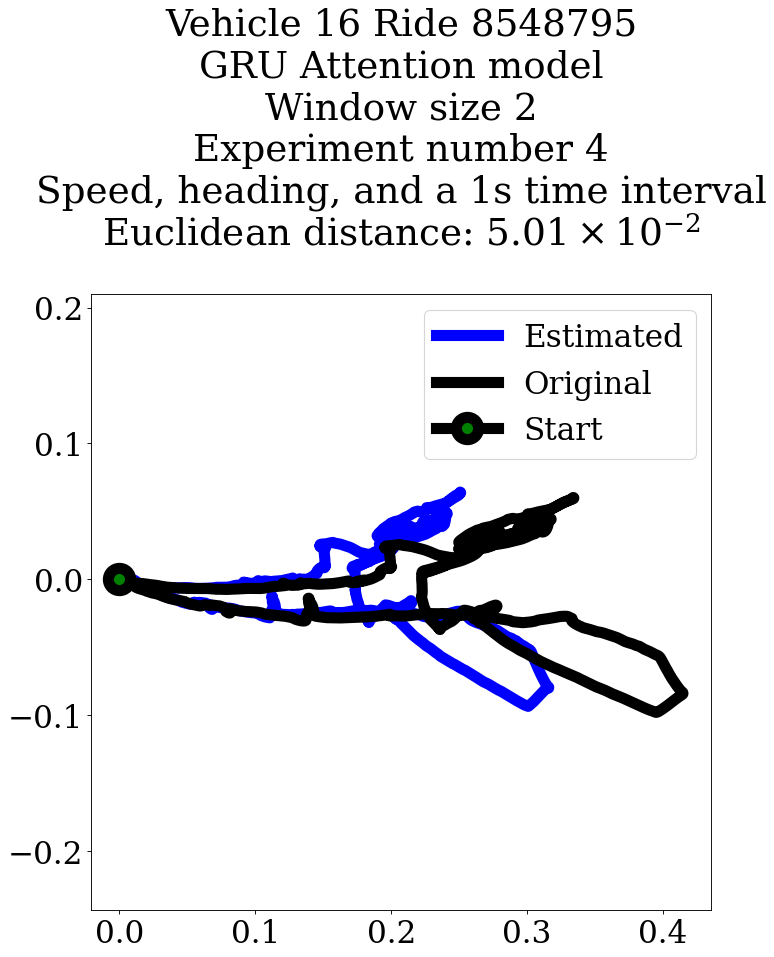 Vehicle 16 Ride 8548795
GRU Attention model
Window size 2
Experiment number 4
Speed, heading, and a 1s time interval
Euclidean distance: 5.01 × 10⁻²
Estimated
Original
Start
0.2
0.1
0.0
−0.1
−0.2
0.0 0.1 0.2 0.3 0.4